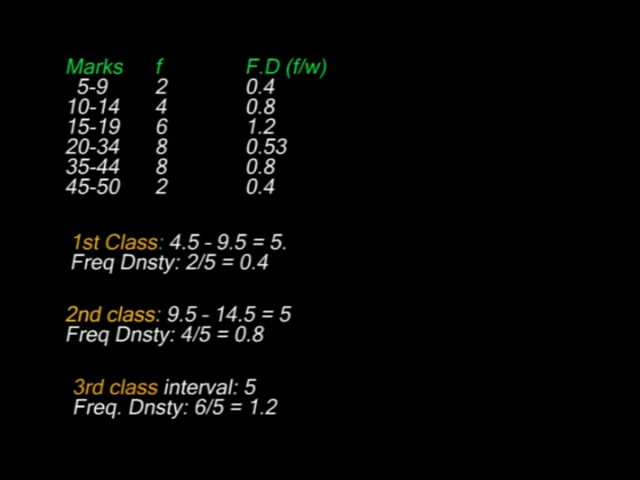 Marks f F.D (f/w)
5-9 2 0.4
10-14 4 0.8
15-19 6 1.2
20-34 8 0.53
35-44 8 0.8
45-50 2 0.4
1st Class: 4.5 - 9.5 = 5.
Freq Dnsty: 2/5 = 0.4
2nd class: 9.5 - 14.5 = 5
Freq Dnsty: 4/5 = 0.8
3rd class interval: 5
Freq. Dnsty: 6/5 = 1.2